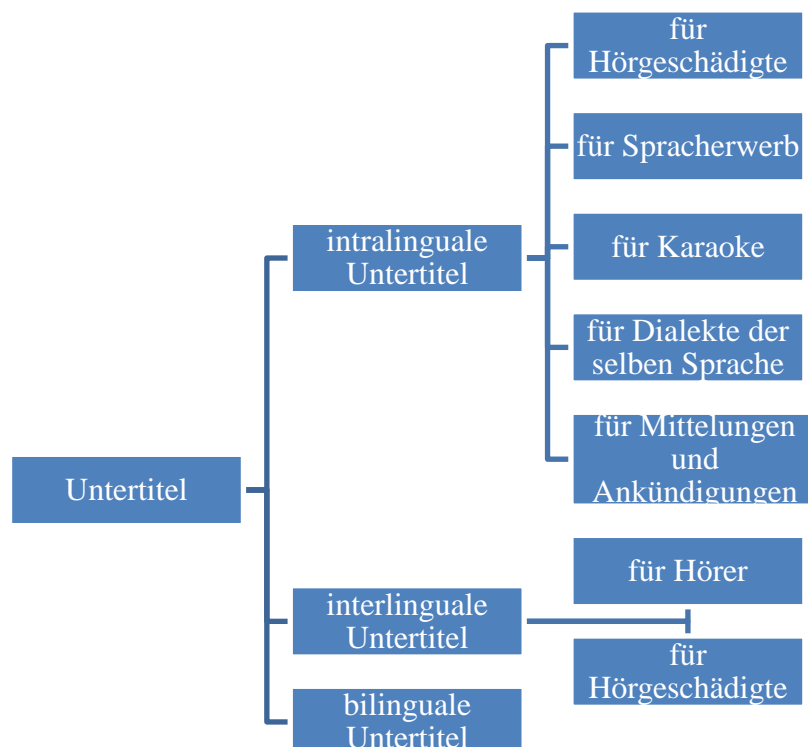 für
Hörgeschädigte
für Spracherwerb
intralinguale
Untertitel
für Karaoke
für Dialekte der
selben Sprache
für Mittelungen
und
Ankündigungen
Untertitel
für Hörer
interlinguale
Untertitel
für
Hörgeschädigte
bilinguale
Untertitel